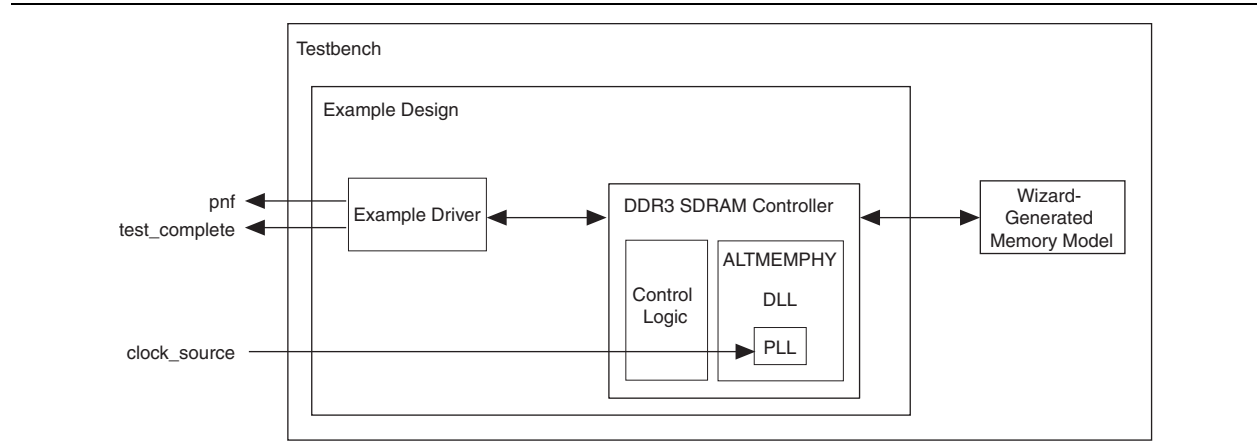 Testbench
Example Design
pnf
test_complete
Example Driver
DDR3 SDRAM Controller
Wizard-
Generated
Memory Model
Control
Logic
ALTMEMPHY
DLL
PLL
clock_source